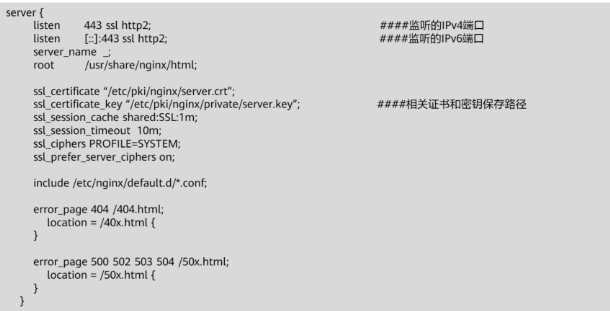 server {
listen 443 ssl http2; ####监听的IPv4端口
listen [::]:443 ssl http2; ####监听的IPv6端口
server_name _;
root /usr/share/nginx/html;
ssl_certificate “/etc/pki/nginx/server.crt”;
ssl_certificate_key “/etc/pki/nginx/private/server.key”; ####相关证书和密钥保存路径
ssl_session_cache shared:SSL:1m;
ssl_session_timeout 10m;
ssl_ciphers PROFILE=SYSTEM;
ssl_prefer_server_ciphers on;
include /etc/nginx/default.d/*.conf;
error_page 404 /404.html;
location = /40x.html {
}
error_page 500 502 503 504 /50x.html;
location = /50x.html {
}
}